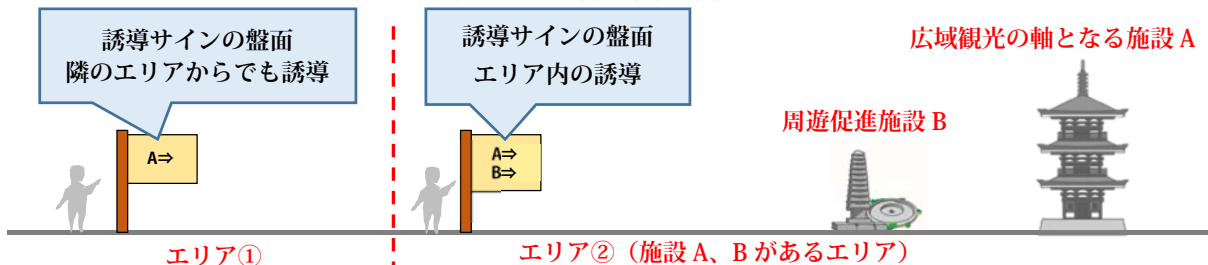 誘導サインの盤面
隣のエリアからでも誘導
誘導サインの盤面
エリア内の誘導
広域観光の軸となる施設 A
周遊促進施設 B
A⇒
A⇒
B⇒
エリア①
エリア②（施設 A、B があるエリア）